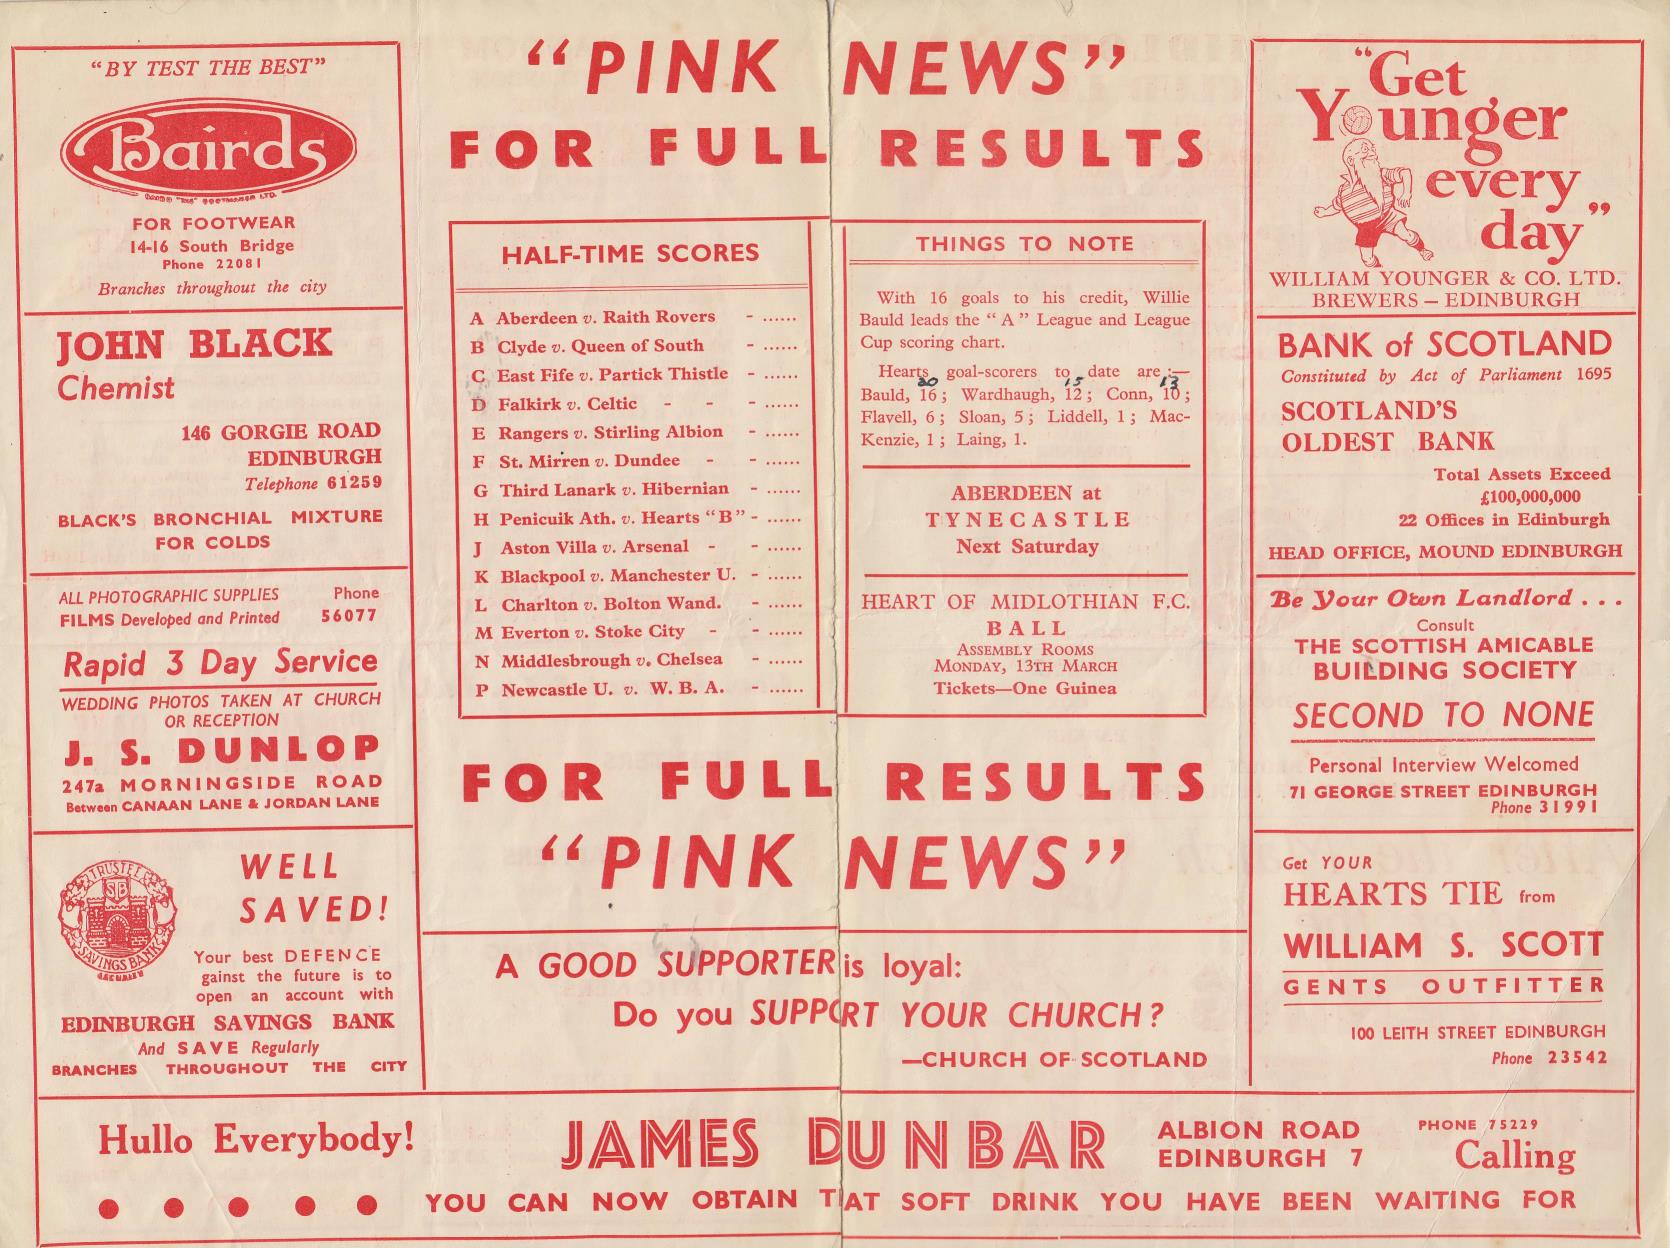 "BY TEST THE BEST"
Bairds
FOR FOOTWEAR
14-16 South Bridge
Phone 22081
Branches throughout the city
JOHN BLACK
Chemist
146 GORGIE ROAD
EDINBURGH
Telephone 61259
BLACK'S BRONCHIAL MIXTURE
FOR COLDS
ALL PHOTOGRAPHIC SUPPLIES Phone
FILMS Developed and Printed 56077
Rapid 3 Day Service
WEDDING PHOTOS TAKEN AT CHURCH
OR RECEPTION
J. S. DUNLOP
247a MORNINGSIDE ROAD
Between CANAAN LANE & JORDAN LANE
TRUSTEE
SB
SAVINGS BANK
SECURITY
WELL
SAVED!
Your best DEFENCE
gainst the future is to
open an account with
EDINBURGH SAVINGS BANK
And SAVE Regularly
BRANCHES THROUGHOUT THE CITY
"PINK NEWS"
FOR FULL RESULTS
HALF-TIME SCORES
A Aberdeen v. Raith Rovers - ......
B Clyde v. Queen of South - ......
C East Fife v. Partick Thistle - ......
D Falkirk v. Celtic - - - ......
E Rangers v. Stirling Albion - ......
F St. Mirren v. Dundee - - ......
G Third Lanark v. Hibernian - ......
H Penicuik Ath. v. Hearts "B" - ......
J Aston Villa v. Arsenal - - ......
K Blackpool v. Manchester U. - ......
L Charlton v. Bolton Wand. - ......
M Everton v. Stoke City - - ......
N Middlesbrough v. Chelsea - ......
P Newcastle U. v. W. B. A. - ......
THINGS TO NOTE
With 16 goals to his credit, Willie
Bauld leads the "A" League and League
Cup scoring chart.
Hearts goal-scorers to date are :—
20 15 13
Bauld, 16 ; Wardhaugh, 12 ; Conn, 10 ;
Flavell, 6 ; Sloan, 5 ; Liddell, 1 ; Mac-
Kenzie, 1 ; Laing, 1.
ABERDEEN at
TYNECASTLE
Next Saturday
HEART OF MIDLOTHIAN F.C.
BALL
ASSEMBLY ROOMS
MONDAY, 13TH MARCH
Tickets—One Guinea
FOR FULL RESULTS
"PINK NEWS"
A GOOD SUPPORTER is loyal:
Do you SUPPORT YOUR CHURCH?
—CHURCH OF SCOTLAND
"Get
Younger
every
day"
WILLIAM YOUNGER & CO. LTD.
BREWERS – EDINBURGH
BANK of SCOTLAND
Constituted by Act of Parliament 1695
SCOTLAND'S
OLDEST BANK
Total Assets Exceed
£100,000,000
22 Offices in Edinburgh
HEAD OFFICE, MOUND EDINBURGH
Be Your Own Landlord . . .
Consult
THE SCOTTISH AMICABLE
BUILDING SOCIETY
SECOND TO NONE
Personal Interview Welcomed
71 GEORGE STREET EDINBURGH
Phone 31991
Get YOUR
HEARTS TIE from
WILLIAM S. SCOTT
GENTS OUTFITTER
100 LEITH STREET EDINBURGH
Phone 23542
Hullo Everybody!
JAMES DUNBAR
ALBION ROAD
EDINBURGH 7
PHONE 75229
Calling
● ● ● ● ● YOU CAN NOW OBTAIN THAT SOFT DRINK YOU HAVE BEEN WAITING FOR